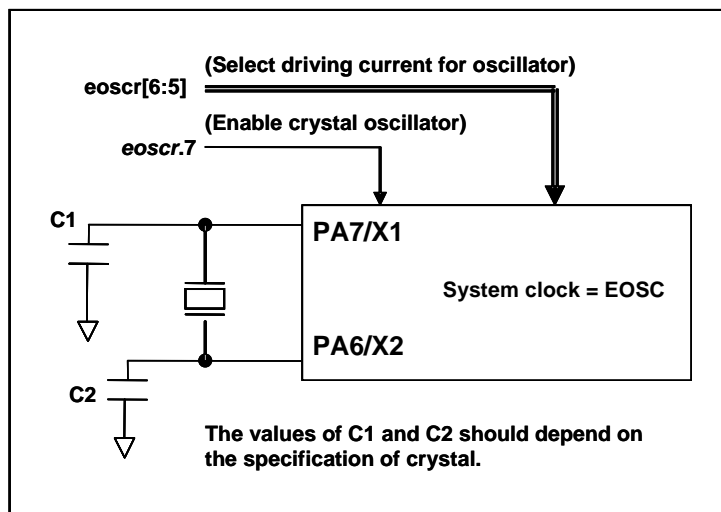 (Select driving current for oscillator)
eoscr[6:5]
(Enable crystal oscillator)
eoscr.7
C1
PA7/X1
System clock = EOSC
PA6/X2
C2
The values of C1 and C2 should depend on
the specification of crystal.